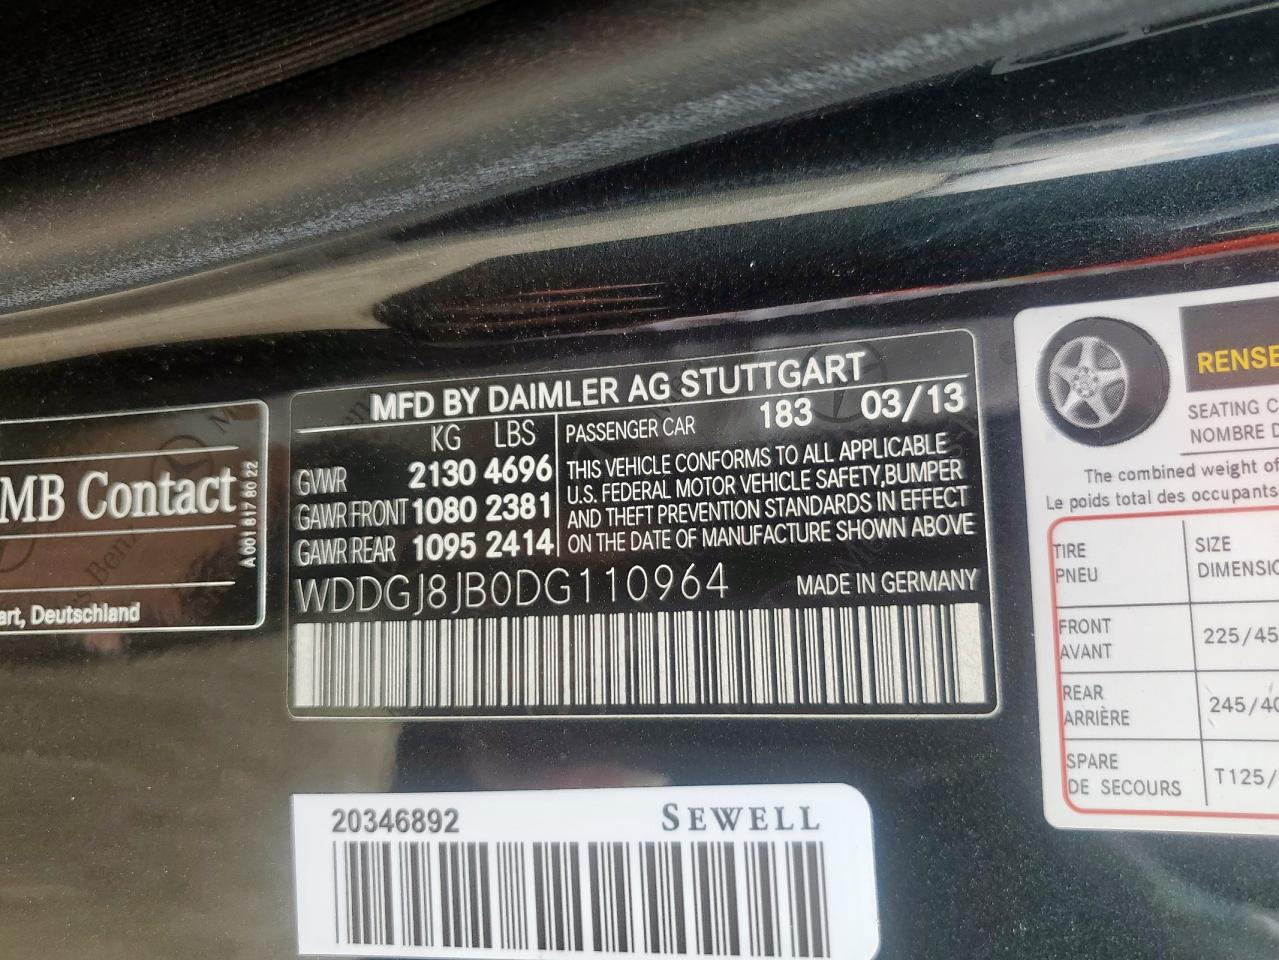 MB Contact
A 001 817 80 22
art, Deutschland
MFD BY DAIMLER AG STUTTGART
KG LBS
GVWR 2130 4696
GAWR FRONT 1080 2381
GAWR REAR 1095 2414
PASSENGER CAR 183 03/13
THIS VEHICLE CONFORMS TO ALL APPLICABLE
U.S. FEDERAL MOTOR VEHICLE SAFETY,BUMPER
AND THEFT PREVENTION STANDARDS IN EFFECT
ON THE DATE OF MANUFACTURE SHOWN ABOVE
WDDGJ8JB0DG110964 MADE IN GERMANY
20346892 SEWELL
RENSE
SEATING C
NOMBRE D
The combined weight of
Le poids total des occupants
TIRE SIZE
PNEU DIMENSIO
FRONT
AVANT 225/45
REAR
ARRIÈRE 245/40
SPARE
DE SECOURS T125/